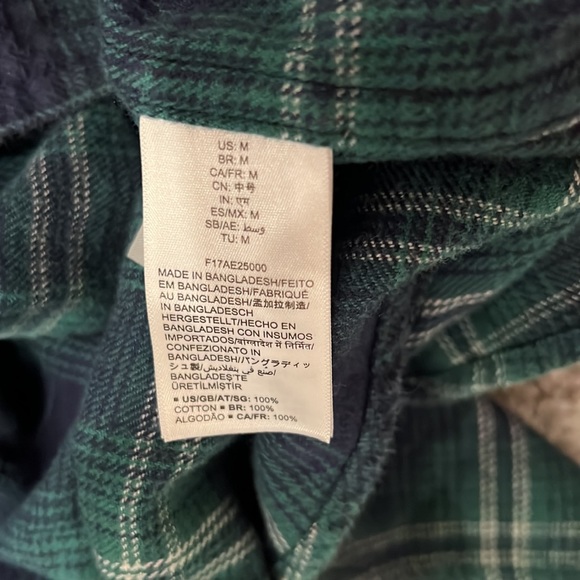 US: M
BR: M
CA/FR: M
CN: 中号
IN: एम
ES/MX: M
SB/AE: وسط
TU: M
F17AE25000
MADE IN BANGLADESH/FEITO
EM BANGLADESH/FABRIQUÉ
AU BANGLADESH/孟加拉制造/
IN BANGLADESCH
HERGESTELLT/HECHO EN
BANGLADESH CON INSUMOS
IMPORTADOS/बांग्लादेश में निर्मित/
CONFEZIONATO IN
BANGLADESH/バングラディッ
シュ製/صنع في بنغلاديش/
BANGLADEŞ'TE
ÜRETİLMİŞTİR
■ US/GB/AT/SG: 100%
COTTON ■ BR: 100%
ALGODÃO ■ CA/FR: 100%